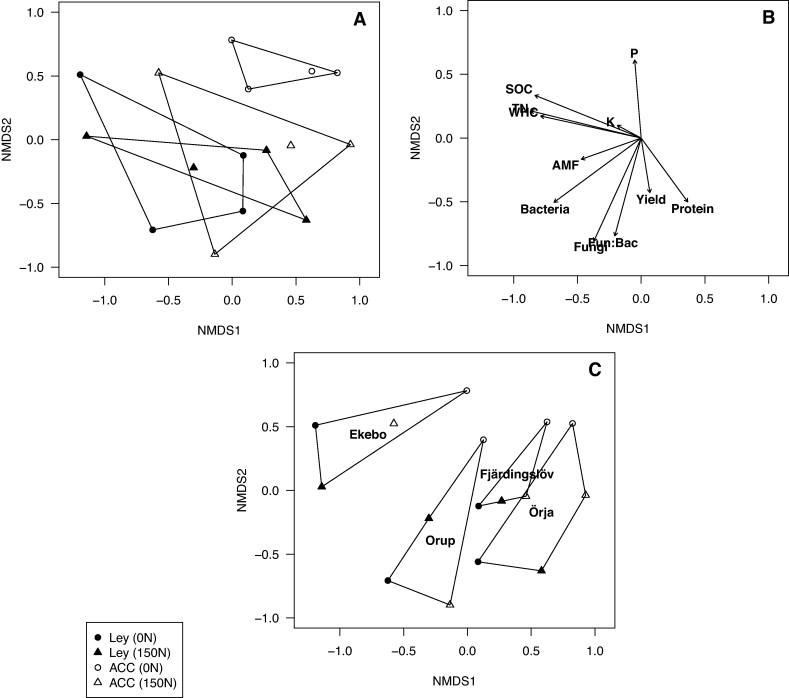 A
1.0
0.5
0.0
−0.5
−1.0
NMDS2
−1.0 −0.5 0.0 0.5 1.0
NMDS1
B
1.0
0.5
0.0
−0.5
−1.0
NMDS2
P
SOC
TN
WHC
K
AMF
Bacteria
Yield
Protein
Fun:Bac
Fungi
−1.0 −0.5 0.0 0.5 1.0
NMDS1
C
1.0
0.5
0.0
−0.5
−1.0
NMDS2
Ekebo
Fjärdingslöv
Örja
Orup
−1.0 −0.5 0.0 0.5 1.0
NMDS1
Ley (0N)
Ley (150N)
ACC (0N)
ACC (150N)